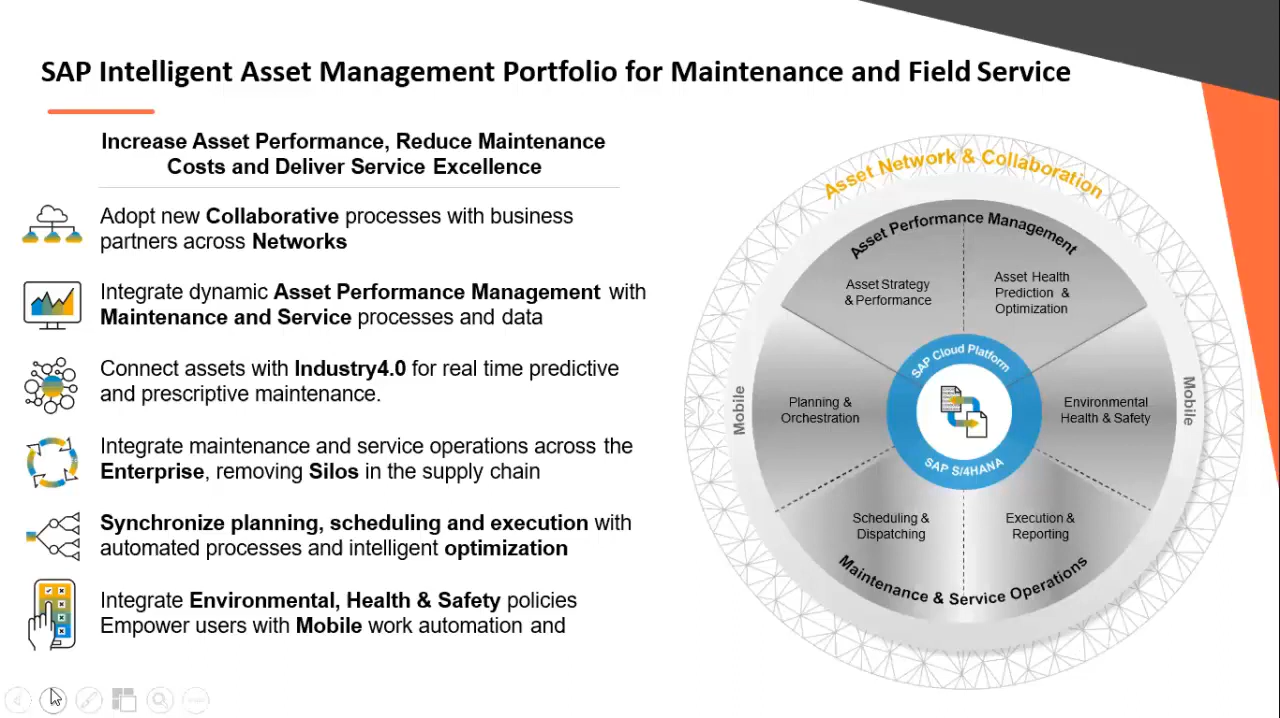 SAP Intelligent Asset Management Portfolio for Maintenance and Field Service
Increase Asset Performance, Reduce Maintenance
Costs and Deliver Service Excellence
Adopt new Collaborative processes with business
partners across Networks
Integrate dynamic Asset Performance Management with
Maintenance and Service processes and data
Connect assets with Industry4.0 for real time predictive
and prescriptive maintenance.
Integrate maintenance and service operations across the
Enterprise, removing Silos in the supply chain
Synchronize planning, scheduling and execution with
automated processes and intelligent optimization
Integrate Environmental, Health & Safety policies
Empower users with Mobile work automation and
Asset Network & Collaboration
Asset Performance Management
Asset Strategy
& Performance
Asset Health
Prediction &
Optimization
Mobile
Planning &
Orchestration
SAP Cloud Platform
SAP S/4HANA
Environmental
Health & Safety
Mobile
Scheduling &
Dispatching
Execution &
Reporting
Maintenance & Service Operations